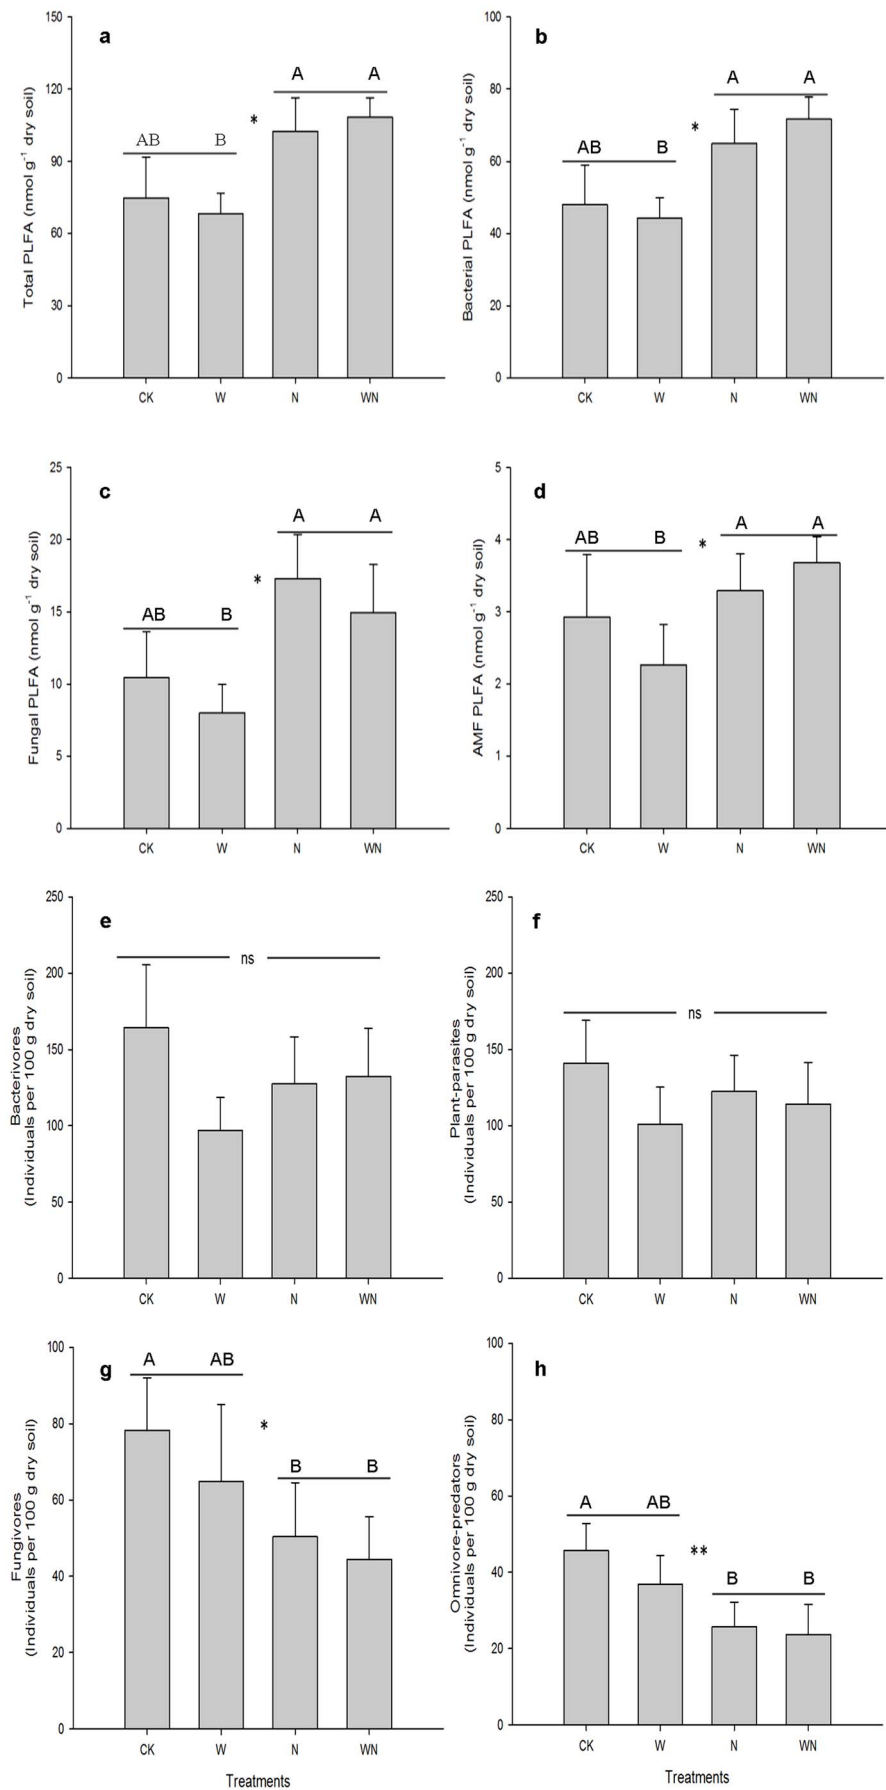 a
Total PLFA (nmol g⁻¹ dry soil)
150
120
90
60
30
0
AB B * A A
CK W N WN
b
Bacterial PLFA (nmol g⁻¹ dry soil)
100
80
60
40
20
0
AB B * A A
CK W N WN
c
Fungal PLFA (nmol g⁻¹ dry soil)
25
20
15
10
5
0
AB B * A A
CK W N WN
d
AMF PLFA (nmol g⁻¹ dry soil)
5
4
3
2
1
0
AB B * A A
CK W N WN
e
Bacterivores
(Individuals per 100 g dry soil)
250
200
150
100
50
0
ns
CK W N WN
f
Plant-parasites
(Individuals per 100 g dry soil)
250
200
150
100
50
0
ns
CK W N WN
g
Fungivores
(Individuals per 100 g dry soil)
100
80
60
40
20
0
A AB * B B
CK W N WN
Treatments
h
Omnivore-predators
(Individuals per 100 g dry soil)
100
80
60
40
20
0
A AB ** B B
CK W N WN
Treatments